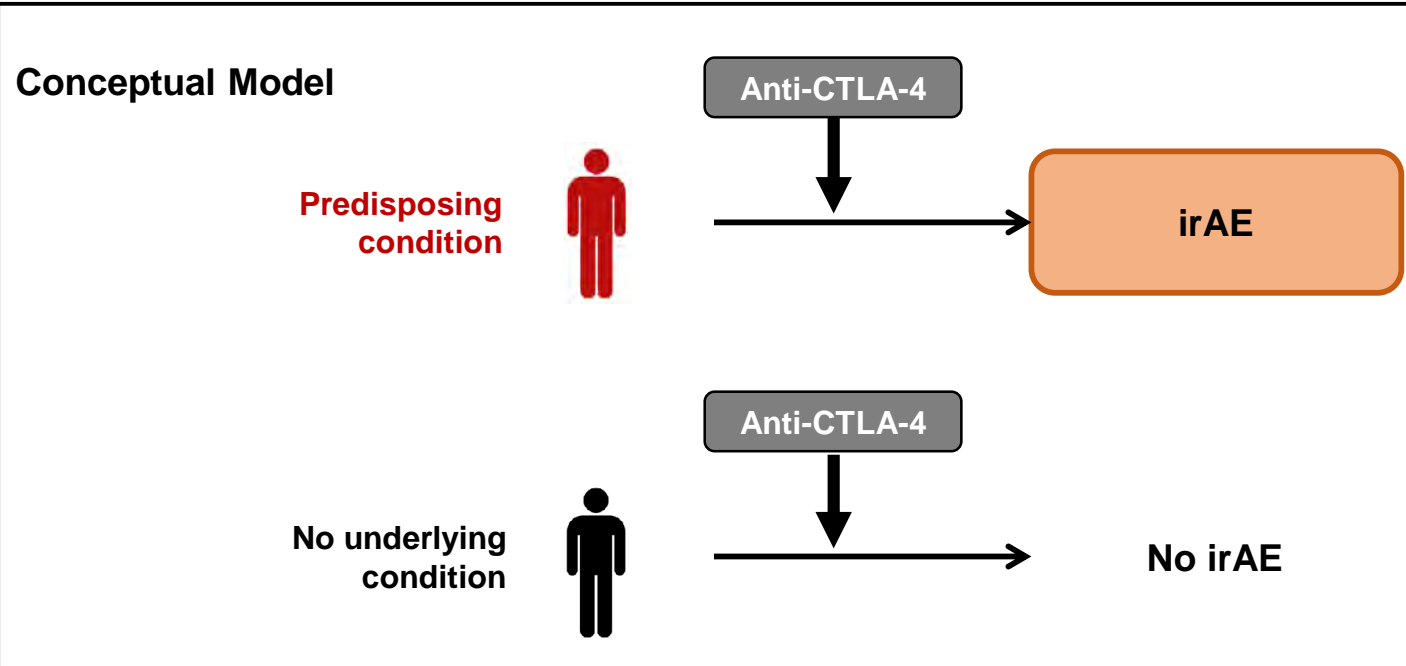 Conceptual Model
Anti-CTLA-4
Predisposing
condition
irAE
Anti-CTLA-4
No underlying
condition
No irAE